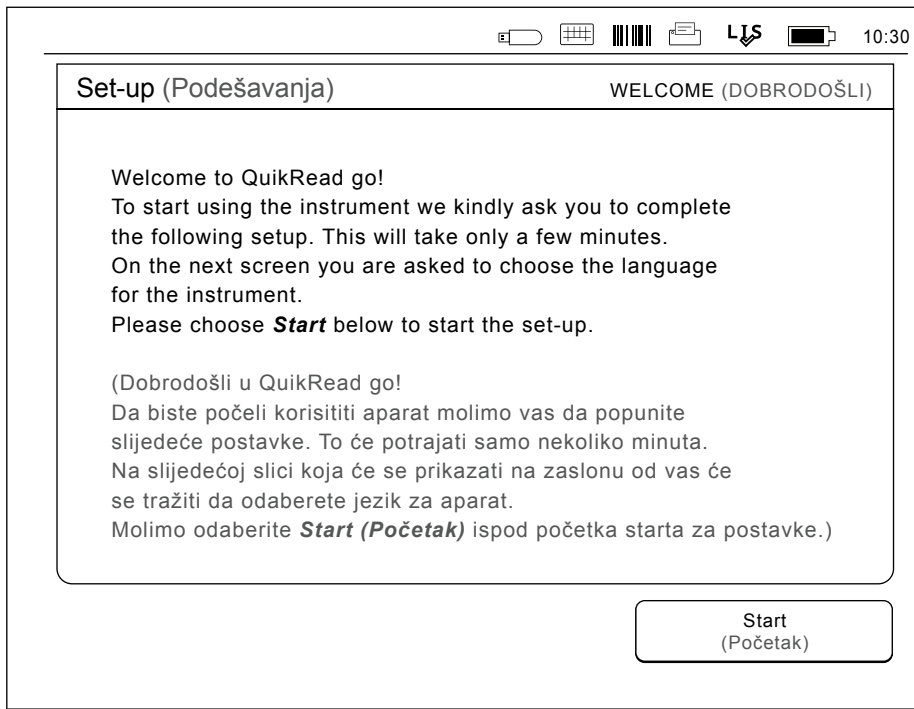 LIS 10:30
Set-up (Podešavanja) WELCOME (DOBRODOŠLI)
Welcome to QuikRead go!
To start using the instrument we kindly ask you to complete
the following setup. This will take only a few minutes.
On the next screen you are asked to choose the language
for the instrument.
Please choose Start below to start the set-up.
(Dobrodošli u QuikRead go!
Da biste počeli korisititi aparat molimo vas da popunite
slijedeće postavke. To će potrajati samo nekoliko minuta.
Na slijedećoj slici koja će se prikazati na zaslonu od vas će
se tražiti da odaberete jezik za aparat.
Molimo odaberite Start (Početak) ispod početka starta za postavke.)
Start
(Početak)